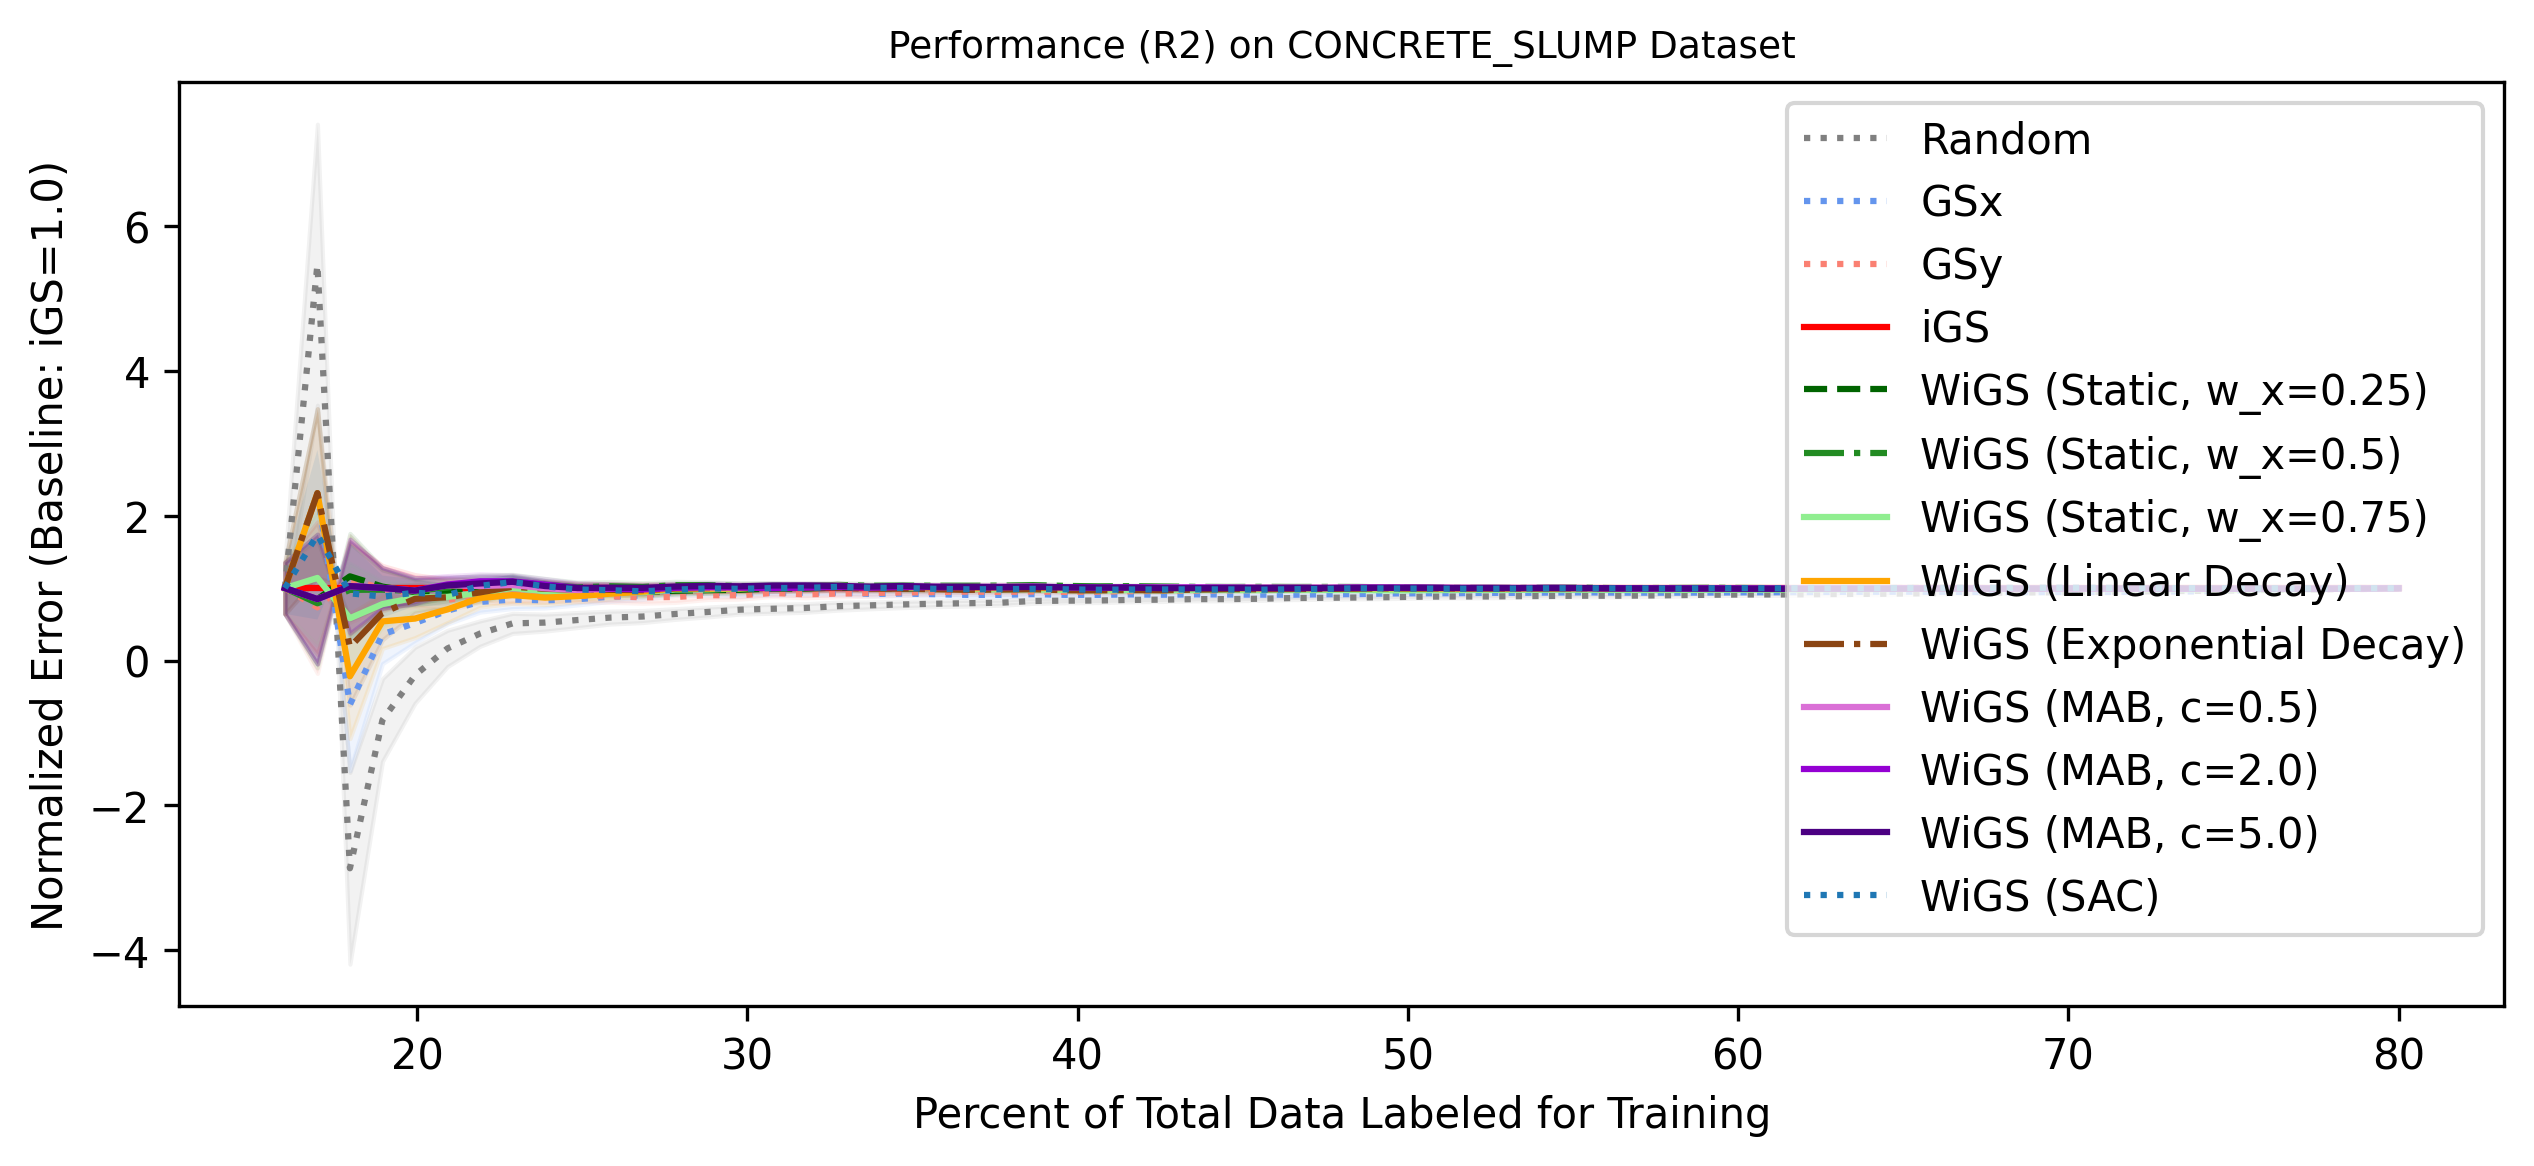 Performance (R2) on CONCRETE_SLUMP Dataset
Normalized Error (Baseline: iGS=1.0)
6
4
2
0
−2
−4
Random
GSx
GSy
iGS
WiGS (Static, w_x=0.25)
WiGS (Static, w_x=0.5)
WiGS (Static, w_x=0.75)
WiGS (Linear Decay)
WiGS (Exponential Decay)
WiGS (MAB, c=0.5)
WiGS (MAB, c=2.0)
WiGS (MAB, c=5.0)
WiGS (SAC)
20 30 40 50 60 70 80
Percent of Total Data Labeled for Training